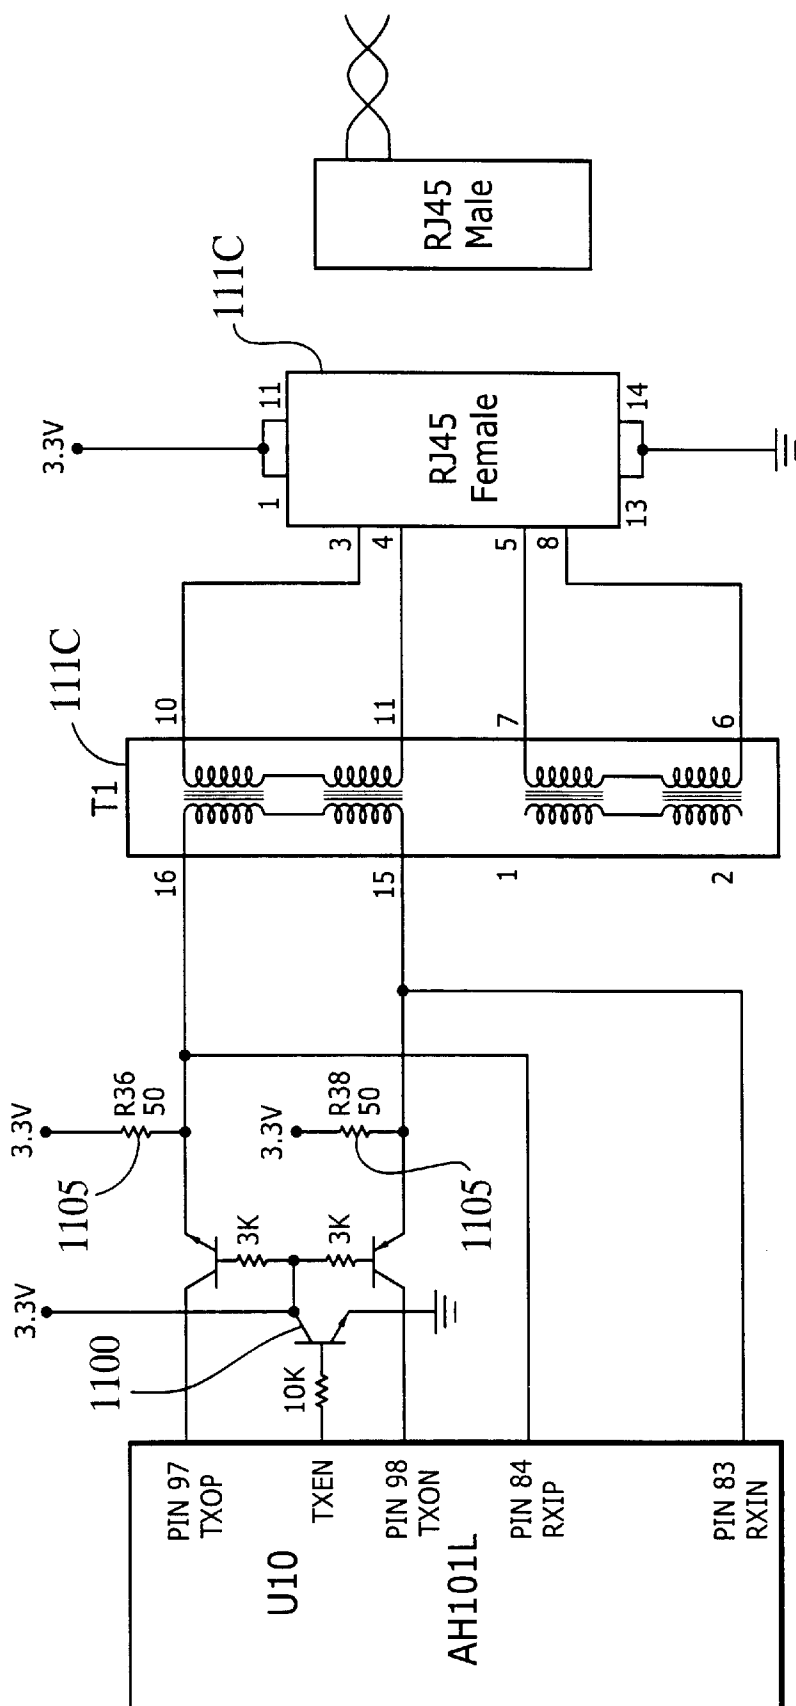 U10
AH101L
PIN 97
TXOP
TXEN
PIN 98
TXON
PIN 84
RXIP
PIN 83
RXIN
1100
10K
3.3V
3K
3K
1105
3.3V
R36
50
3.3V
R38
50
1105
16
15
1
2
T1
111C
10
11
7
6
3
4
5
8
3.3V
1
11
13
14
RJ45
Female
111C
RJ45
Male